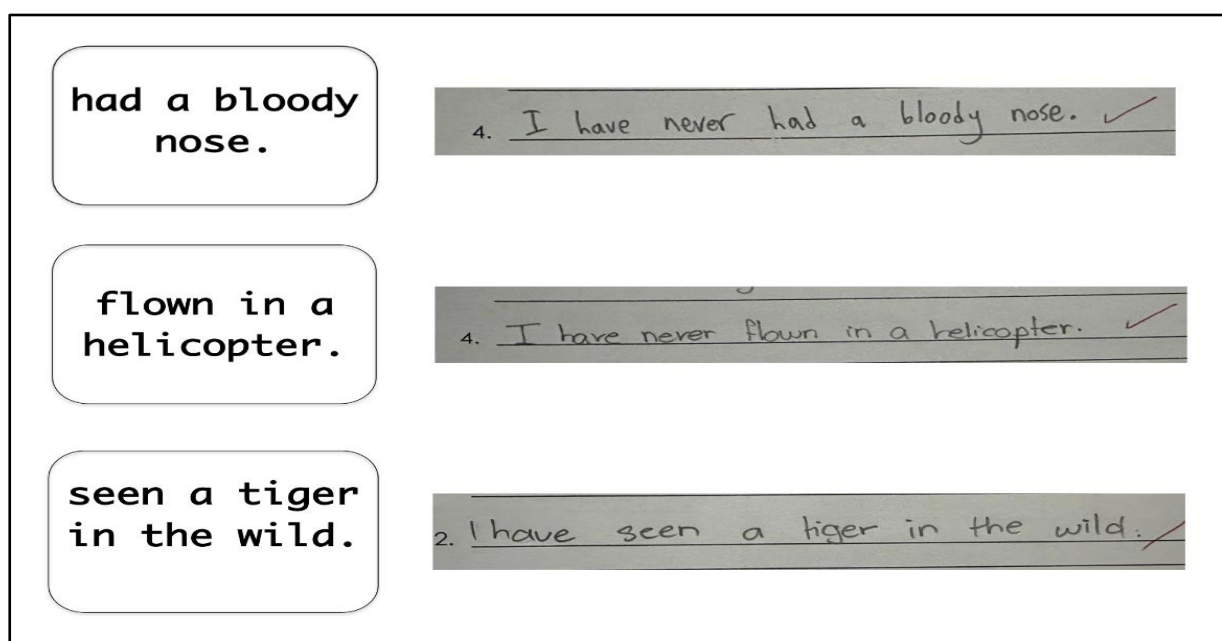 had a bloody
nose.
4. I have never had a bloody nose.
flown in a
helicopter.
4. I have never flown in a helicopter.
seen a tiger
in the wild.
2. I have seen a tiger in the wild.